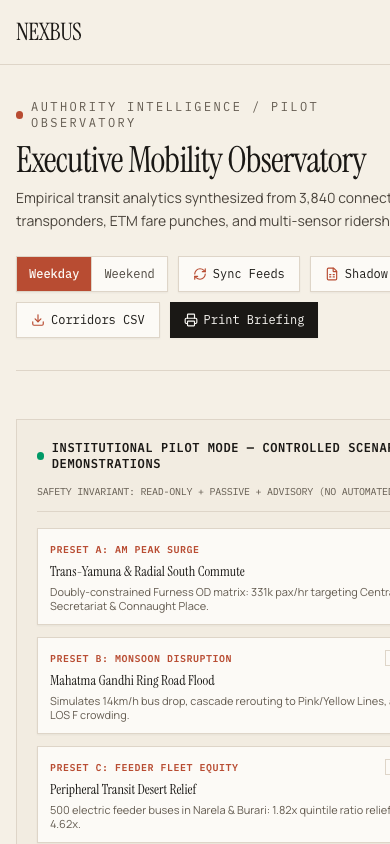 NEXBUS
AUTHORITY INTELLIGENCE / PILOT
OBSERVATORY
Executive Mobility Observatory
Empirical transit analytics synthesized from 3,840 connect
transponders, ETM fare punches, and multi-sensor ridersh
Weekday Weekend Sync Feeds Shadow
Corridors CSV Print Briefing
INSTITUTIONAL PILOT MODE — CONTROLLED SCENAR
DEMONSTRATIONS
SAFETY INVARIANT: READ-ONLY + PASSIVE + ADVISORY (NO AUTOMATED
PRESET A: AM PEAK SURGE
Trans-Yamuna & Radial South Commute
Doubly-constrained Furness OD matrix: 331k pax/hr targeting Centra
Secretariat & Connaught Place.
PRESET B: MONSOON DISRUPTION
Mahatma Gandhi Ring Road Flood
Simulates 14km/h bus drop, cascade rerouting to Pink/Yellow Lines,
LOS F crowding.
PRESET C: FEEDER FLEET EQUITY
Peripheral Transit Desert Relief
500 electric feeder buses in Narela & Burari: 1.82x quintile ratio relief
4.62x.